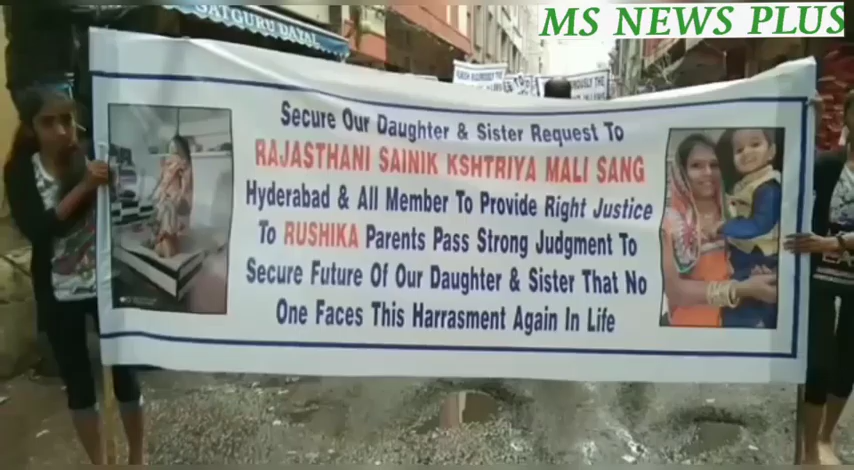 MS NEWS PLUS
SATGURU DAYAL
Secure Our Daughter & Sister Request To
RAJASTHANI SAINIK KSHTRIYA MALI SANG
Hyderabad & All Member To Provide Right Justice
To RUSHIKA Parents Pass Strong Judgment To
Secure Future Of Our Daughter & Sister That No
One Faces This Harrasment Again In Life